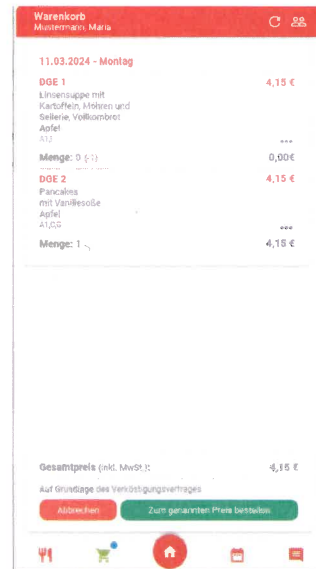 Warenkorb
Mustermann, Maria
11.03.2024 - Montag
DGE 1 4,15 €
Linsensuppe mit
Kartoffeln, Möhren und
Sellerie, Vollkornbrot
Apfel
Menge: 0 (-1) 0,00€
DGE 2 4,15 €
Pancakes
mit Vanillesoße
Apfel
Menge: 1 4,15 €
Gesamtpreis (inkl. MwSt.): 4,15 €
Auf Grundlage des Verköstigungsvertrages
Abbrechen Zum genannten Preis bestellen